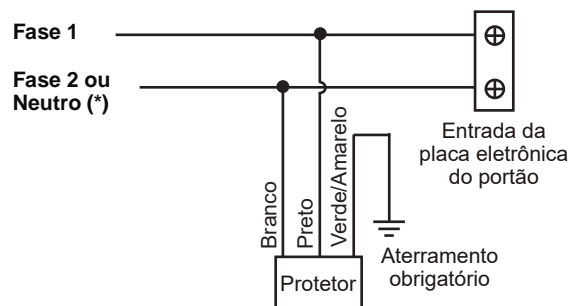 Fase 1
Fase 2 ou
Neutro (*)
Entrada da
placa eletrônica
do portão
Branco
Preto
Verde/Amarelo
Aterramento
obrigatório
Protetor